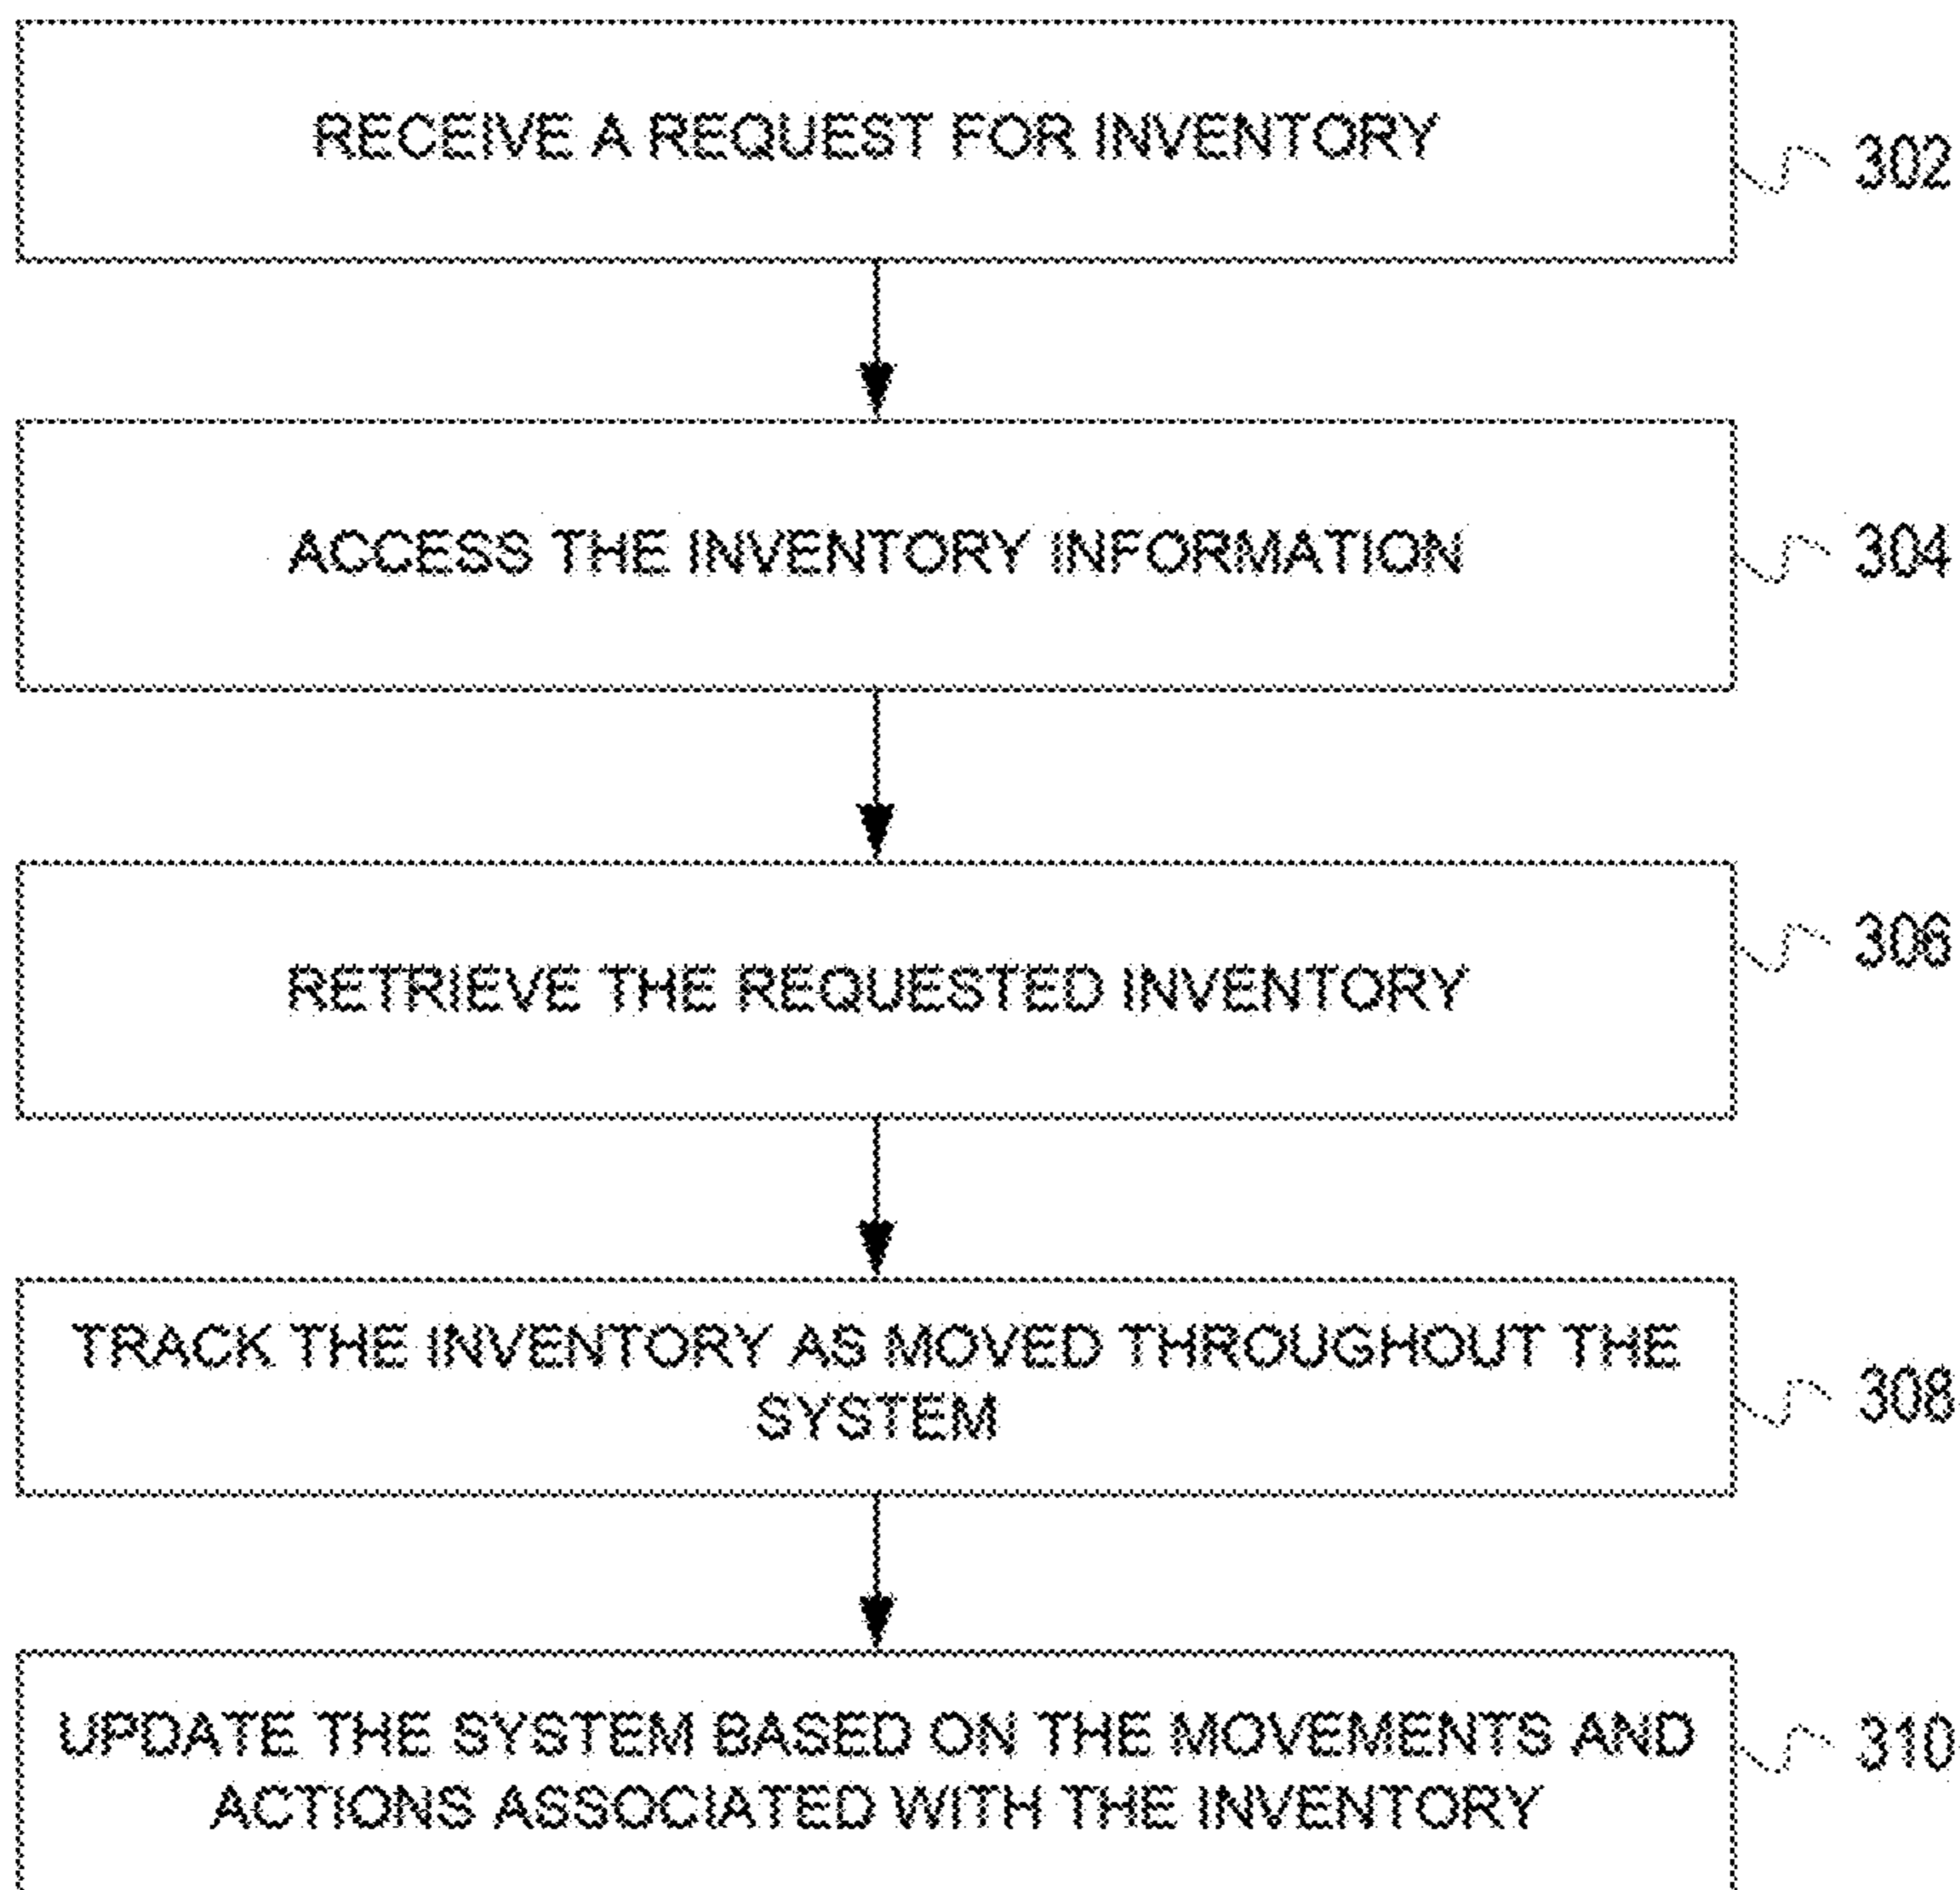 RECEIVE A REQUEST FOR INVENTORY
302
ACCESS THE INVENTORY INFORMATION
304
RETRIEVE THE REQUESTED INVENTORY
306
TRACK THE INVENTORY AS MOVED THROUGHOUT THE
SYSTEM
308
UPDATE THE SYSTEM BASED ON THE MOVEMENTS AND
ACTIONS ASSOCIATED WITH THE INVENTORY
310